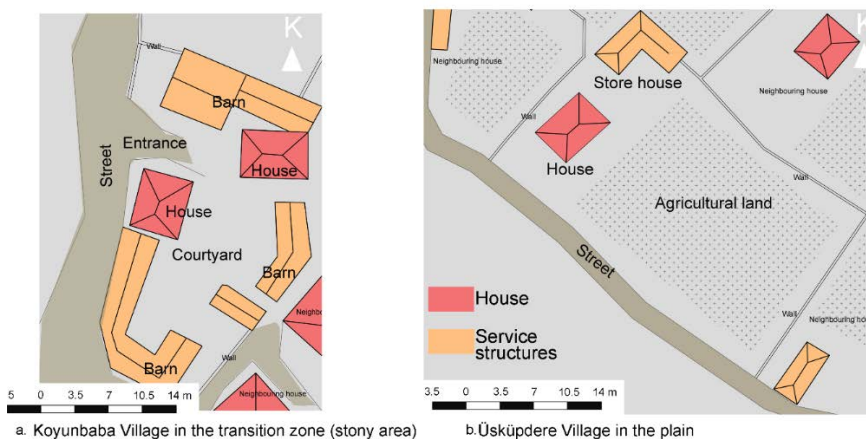 K
Wall
Barn
Entrance
Street
House
House
Courtyard
Barn
Wall
Barn
Neighbo
Neighbouring house
5 0 3.5 7 10.5 14 m
a. Koyunbaba Village in the transition zone (stony area)
K
Neighbouring house
Store house
Neighbouring house
Wall
House
Wall
Agricultural land
Street
Wall
Neighbouring ho
House
Service
structures
3.5 0 3.5 7 10.5 14 m
b. Üsküpdere Village in the plain